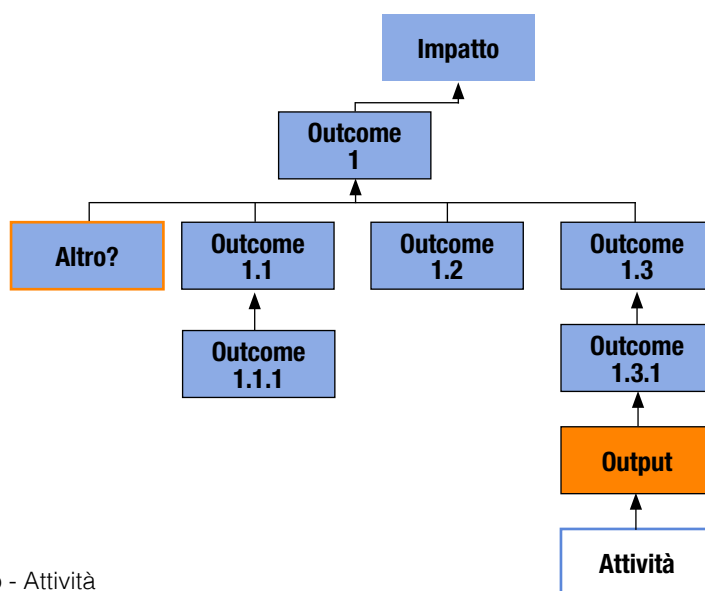 Impatto
Outcome
1
Altro?
Outcome
1.1
Outcome
1.2
Outcome
1.3
Outcome
1.1.1
Outcome
1.3.1
Output
Attività
- Attività